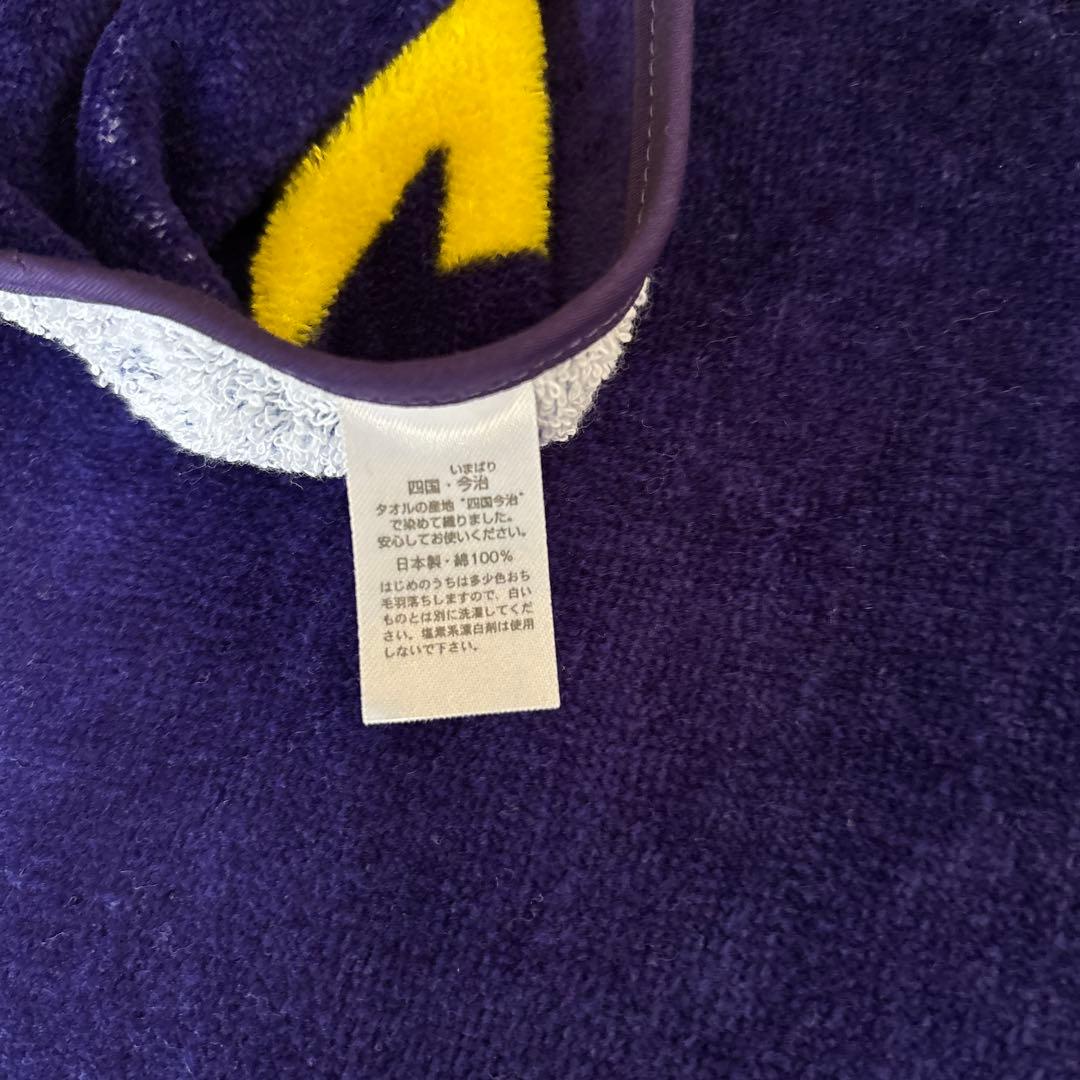 いまばり
四国・今治
タオルの産地“四国今治”
で染めて織りました。
安心してお使いください。
日本製・綿100％
はじめのうちは多少色おち
毛羽落ちしますので、白い
ものとは別に洗濯してくだ
さい。塩素系漂白剤は使用
しないで下さい。